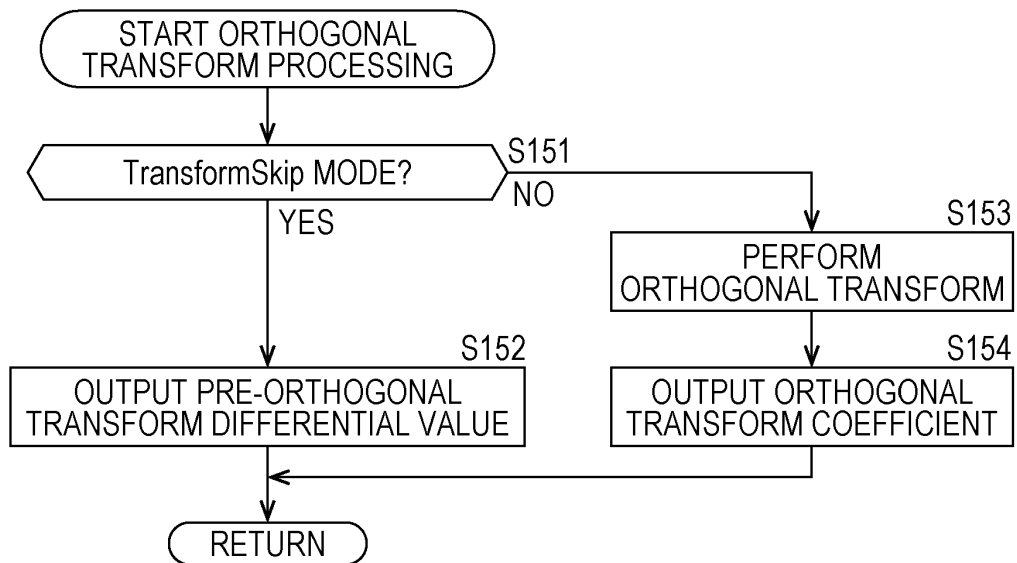 START ORTHOGONAL
TRANSFORM PROCESSING
TransformSkip MODE?
S151
NO
YES
S153
PERFORM
ORTHOGONAL TRANSFORM
S152
OUTPUT PRE-ORTHOGONAL
TRANSFORM DIFFERENTIAL VALUE
S154
OUTPUT ORTHOGONAL
TRANSFORM COEFFICIENT
RETURN